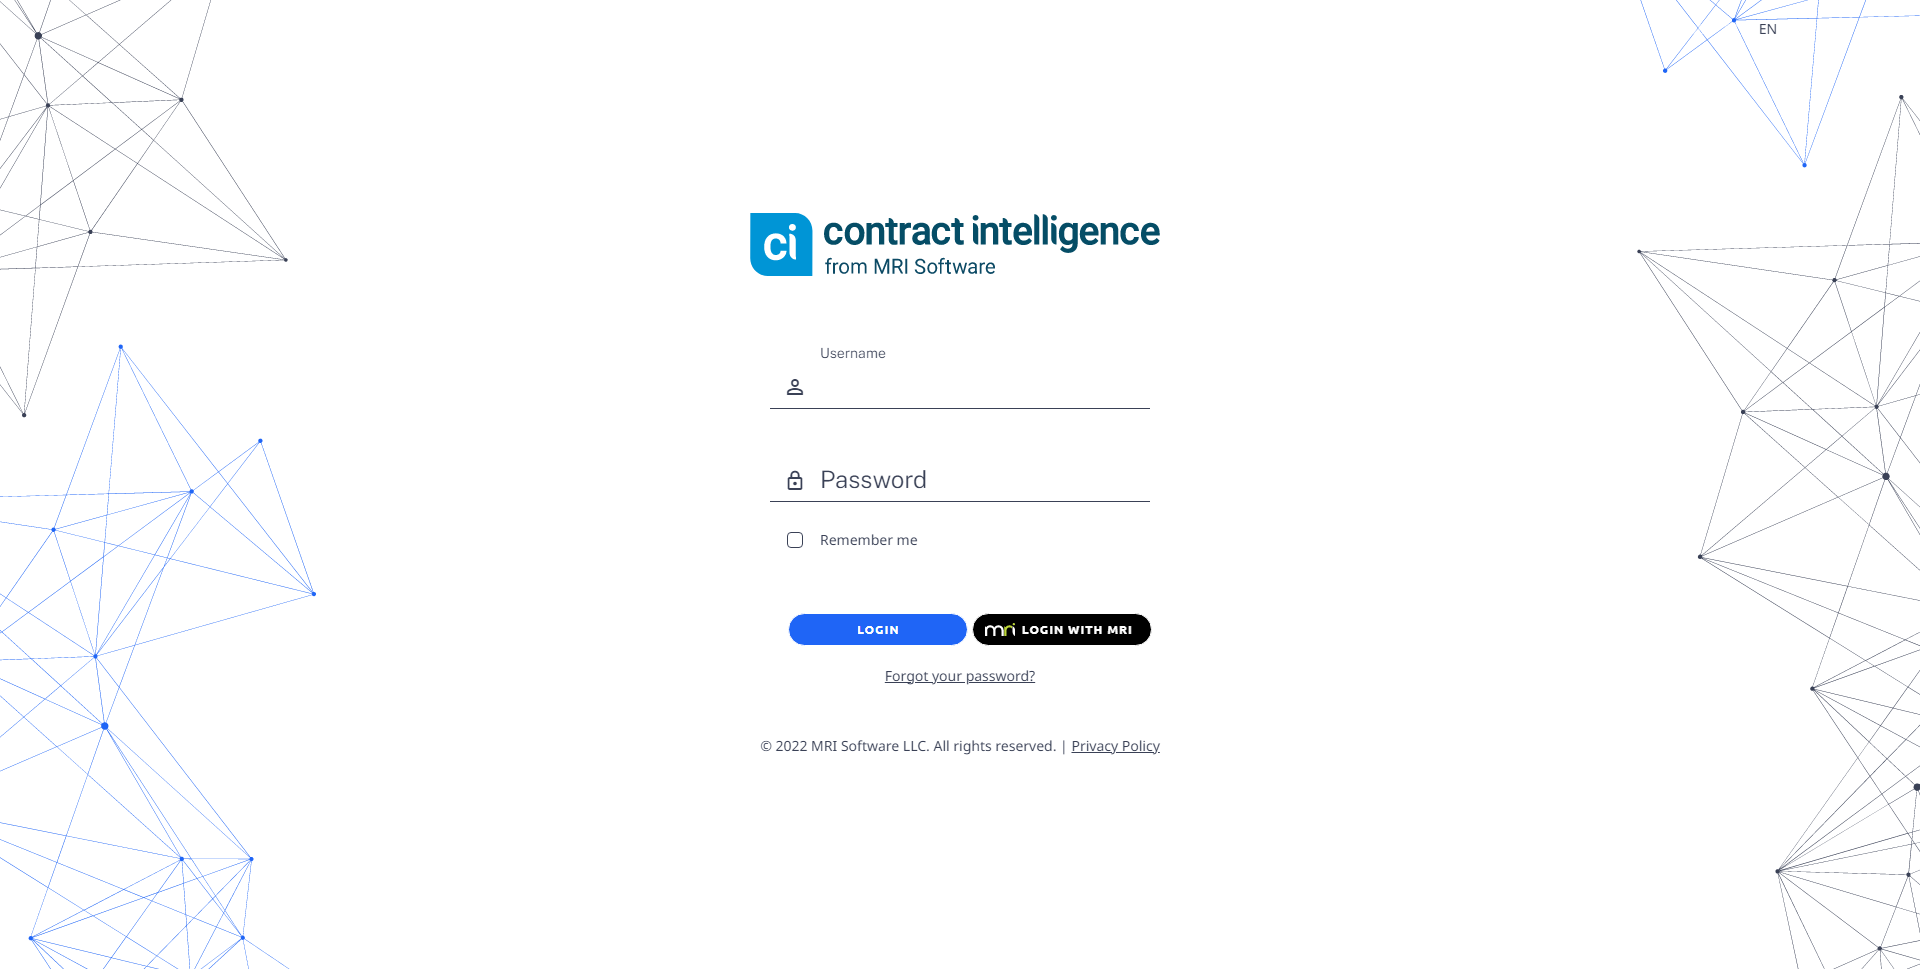 EN
ci
contract intelligence
from MRI Software
Username
Password
Remember me
LOGIN
mri LOGIN WITH MRI
Forgot your password?
© 2022 MRI Software LLC. All rights reserved. | Privacy Policy